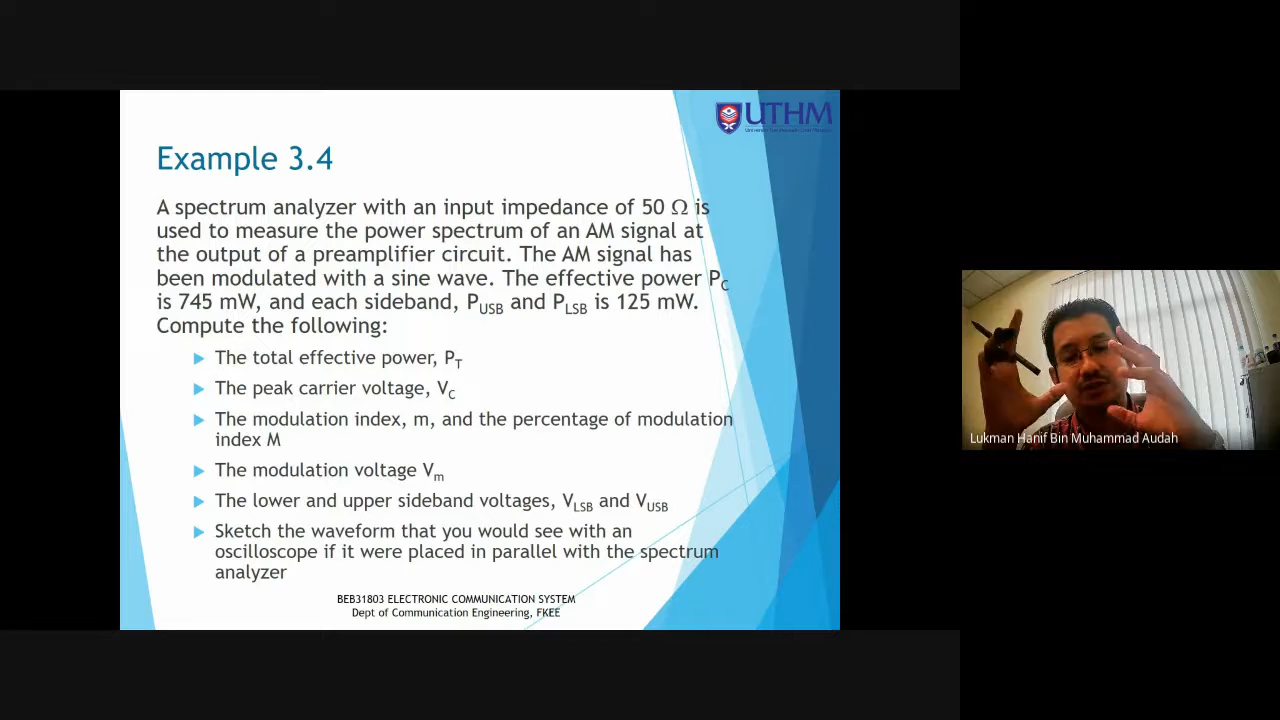 UTHM
Example 3.4
A spectrum analyzer with an input impedance of 50 Ω is
used to measure the power spectrum of an AM signal at
the output of a preamplifier circuit. The AM signal has
been modulated with a sine wave. The effective power PC
is 745 mW, and each sideband, PUSB and PLSB is 125 mW.
Compute the following:
The total effective power, PT
The peak carrier voltage, VC
The modulation index, m, and the percentage of modulation
index M
The modulation voltage Vm
The lower and upper sideband voltages, VLSB and VUSB
Sketch the waveform that you would see with an
oscilloscope if it were placed in parallel with the spectrum
analyzer
BEB31803 ELECTRONIC COMMUNICATION SYSTEM
Dept of Communication Engineering, FKEE
Lukman Hanif Bin Muhammad Audah